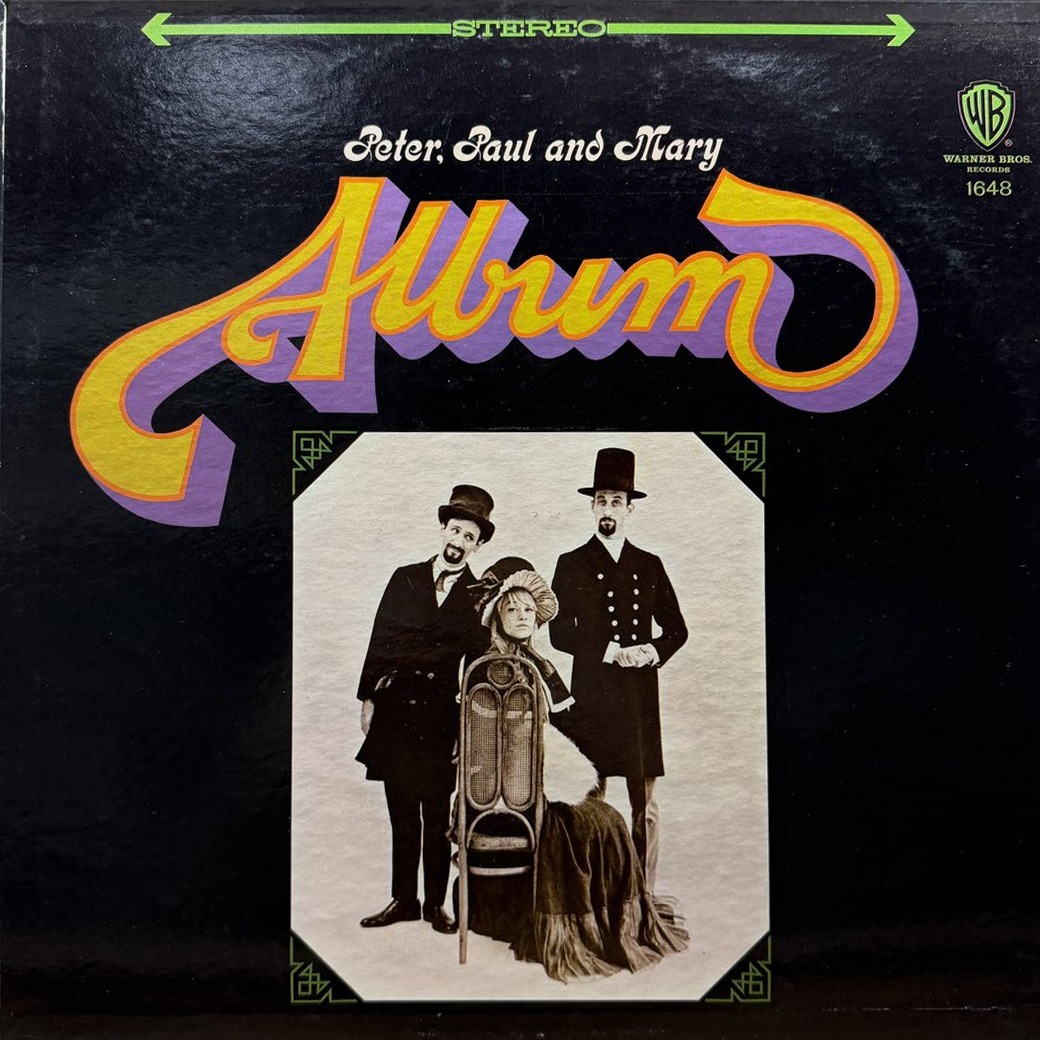 STEREO
Peter, Paul and Mary
Album
WB
®
WARNER BROS.
RECORDS
1648